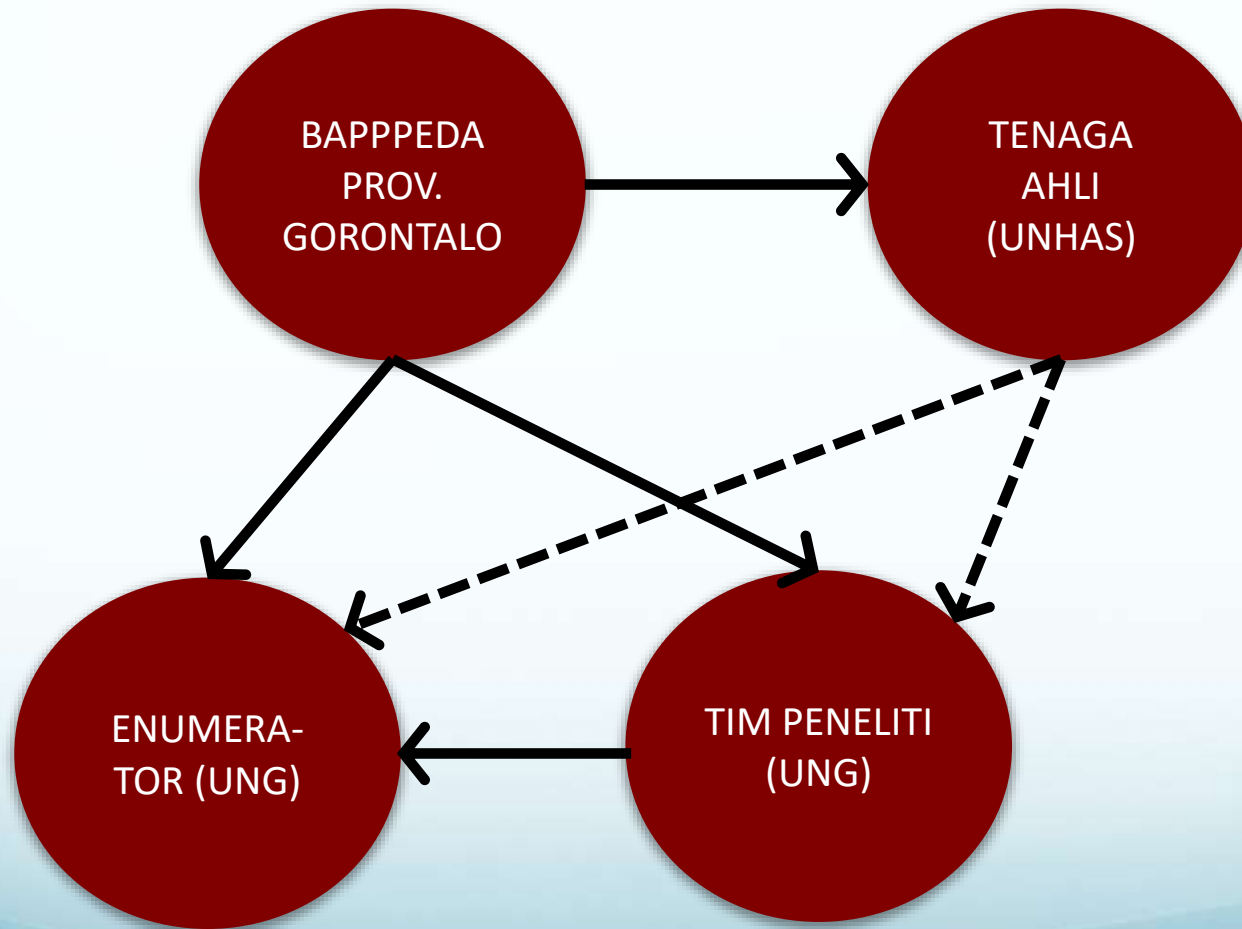 BAPPPEDA
PROV.
GORONTALO
TENAGA
AHLI
(UNHAS)
ENUMERA-
TOR (UNG)
TIM PENELITI
(UNG)